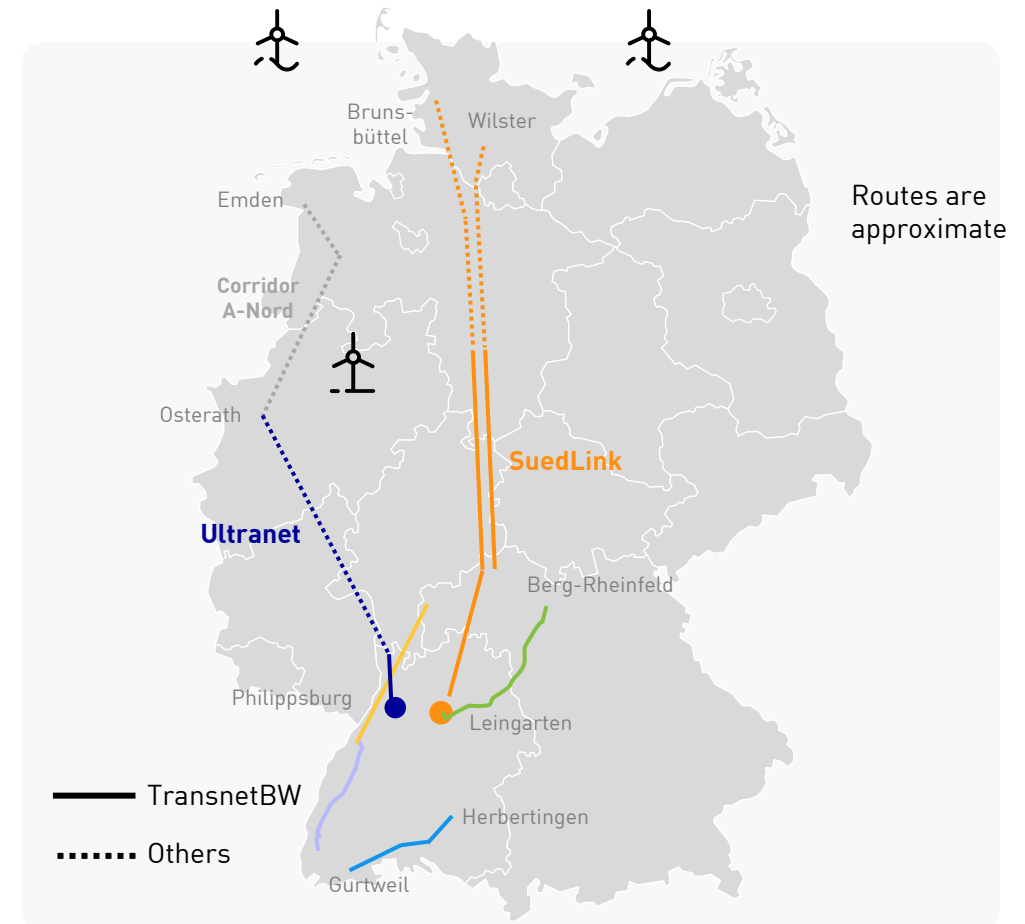 Bruns-
büttel
Wilster
Emden
Routes are
approximate
Corridor
A-Nord
Osterath
SuedLink
Ultranet
Berg-Rheinfeld
Philippsburg
Leingarten
TransnetBW
Herbertingen
Others
Gurtweil